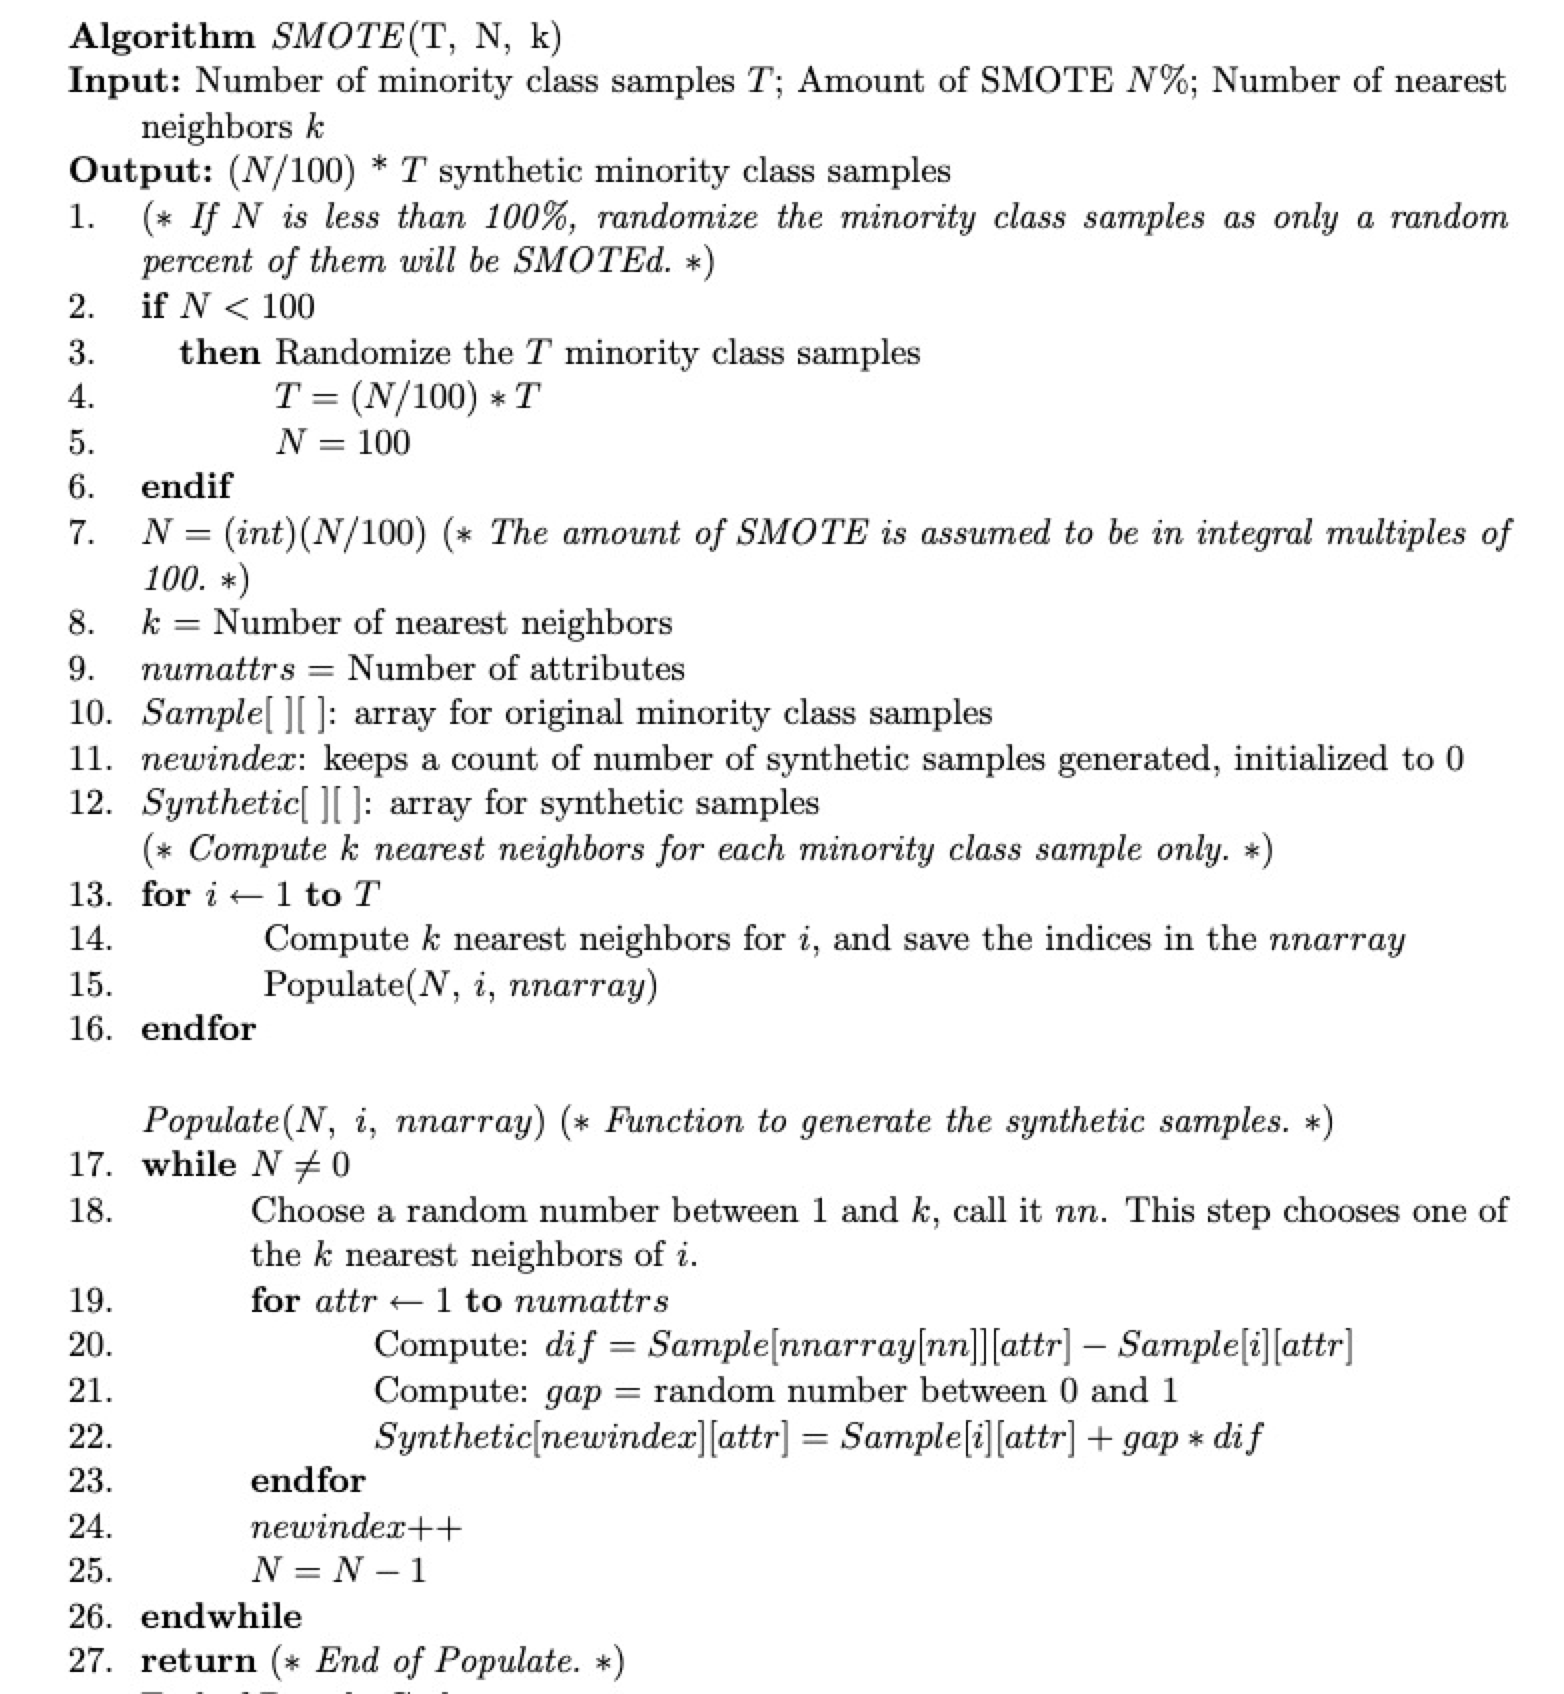 Algorithm SMOTE(T, N, k)
Input: Number of minority class samples T; Amount of SMOTE N%; Number of nearest
neighbors k
Output: (N/100) * T synthetic minority class samples
1. (* If N is less than 100%, randomize the minority class samples as only a random
percent of them will be SMOTEd. *)
2. if N < 100
3. then Randomize the T minority class samples
4. T = (N/100) * T
5. N = 100
6. endif
7. N = (int)(N/100) (* The amount of SMOTE is assumed to be in integral multiples of
100. *)
8. k = Number of nearest neighbors
9. numattrs = Number of attributes
10. Sample[ ][ ]: array for original minority class samples
11. newindex: keeps a count of number of synthetic samples generated, initialized to 0
12. Synthetic[ ][ ]: array for synthetic samples
(* Compute k nearest neighbors for each minority class sample only. *)
13. for i ← 1 to T
14. Compute k nearest neighbors for i, and save the indices in the nnarray
15. Populate(N, i, nnarray)
16. endfor
Populate(N, i, nnarray) (* Function to generate the synthetic samples. *)
17. while N ≠ 0
18. Choose a random number between 1 and k, call it nn. This step chooses one of
the k nearest neighbors of i.
19. for attr ← 1 to numattrs
20. Compute: dif = Sample[nnarray[nn]][attr] − Sample[i][attr]
21. Compute: gap = random number between 0 and 1
22. Synthetic[newindex][attr] = Sample[i][attr] + gap * dif
23. endfor
24. newindex++
25. N = N − 1
26. endwhile
27. return (* End of Populate. *)